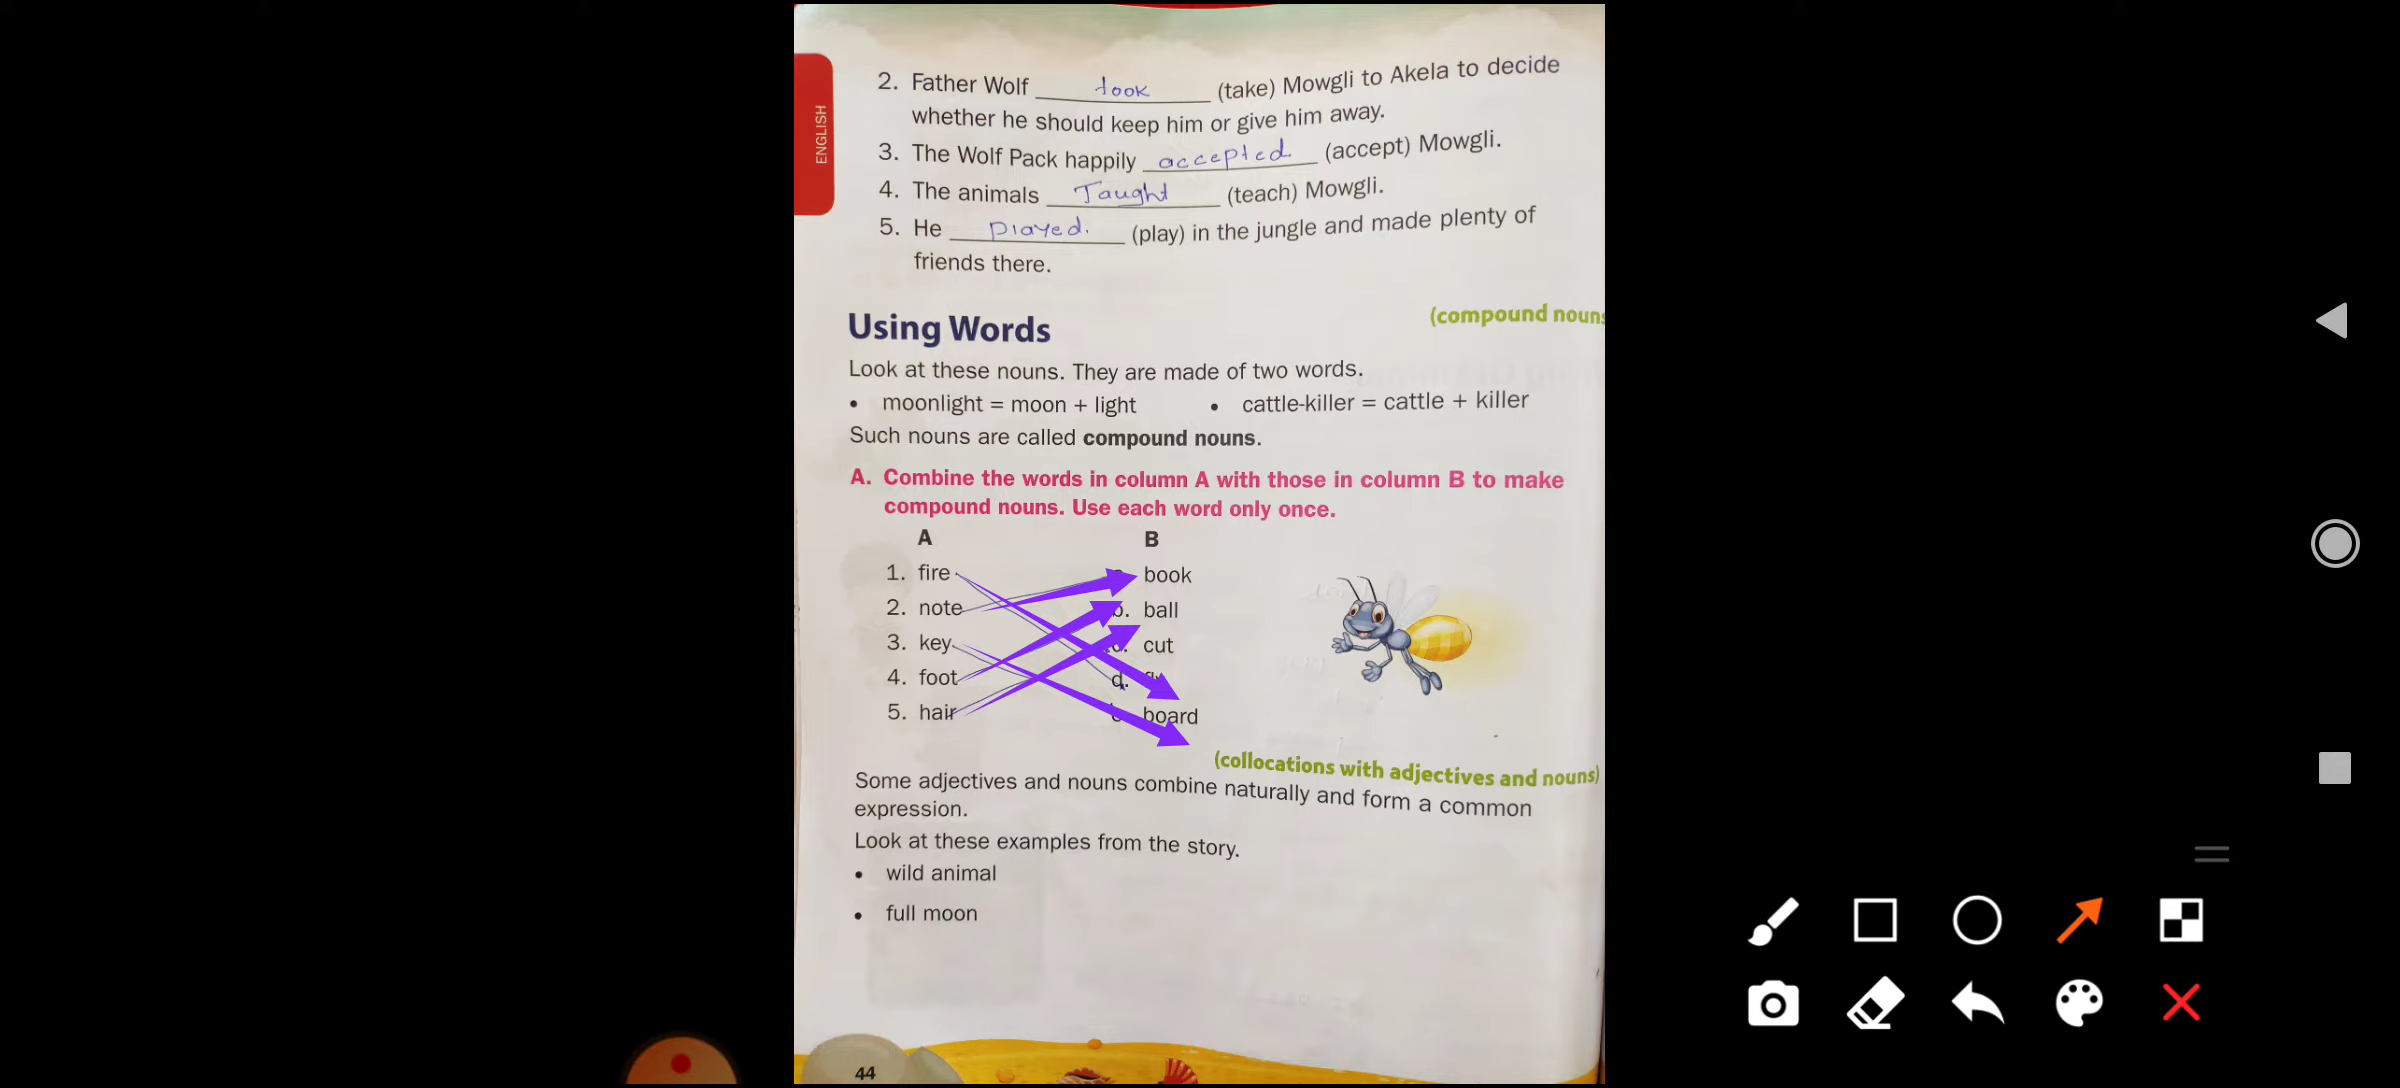 ENGLISH
2. Father Wolf took (take) Mowgli to Akela to decide
whether he should keep him or give him away.
3. The Wolf Pack happily accepted (accept) Mowgli.
4. The animals Taught (teach) Mowgli.
5. He played. (play) in the jungle and made plenty of
friends there.
(compound nouns
Using Words
Look at these nouns. They are made of two words.
• moonlight = moon + light • cattle-killer = cattle + killer
Such nouns are called compound nouns.
A. Combine the words in column A with those in column B to make
compound nouns. Use each word only once.
A B
1. fire book
2. note b. ball
3. key c. cut
4. foot d.
5. hair board
(collocations with adjectives and nouns)
Some adjectives and nouns combine naturally and form a common
expression.
Look at these examples from the story.
• wild animal
• full moon
44